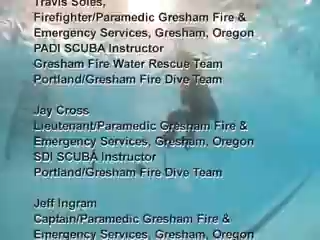 Travis Soles,
Firefighter/Paramedic Gresham Fire &
Emergency Services, Gresham, Oregon
PADI SCUBA Instructor
Gresham Fire Water Rescue Team
Portland/Gresham Fire Dive Team
Jay Cross
Lieutenant/Paramedic Gresham Fire &
Emergency Services, Gresham, Oregon
SDI SCUBA Instructor
Portland/Gresham Fire Dive Team
Jeff Ingram
Captain/Paramedic Gresham Fire &
Emergency Services, Gresham, Oregon